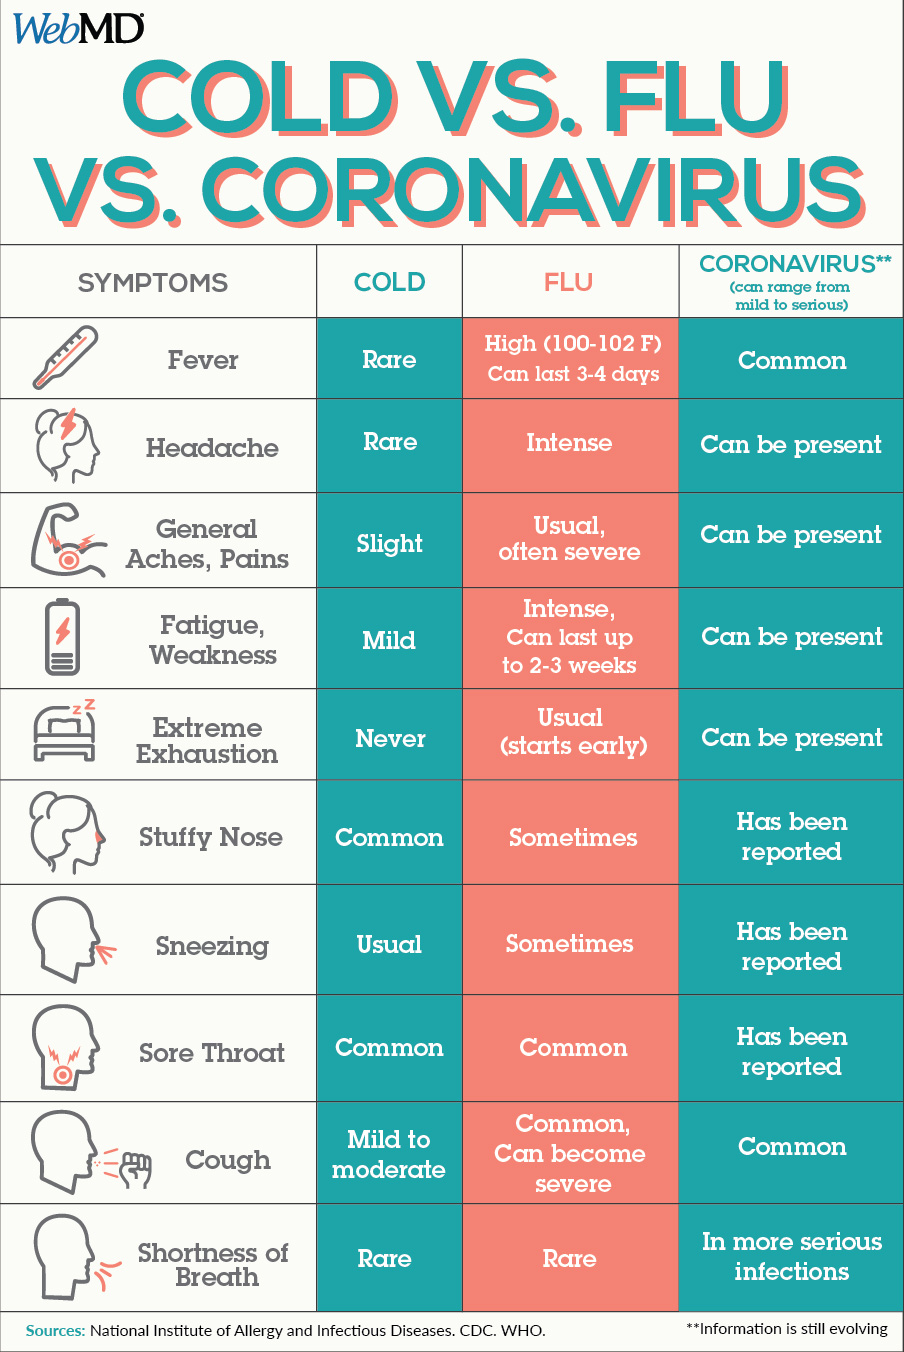 WebMD
COLD VS. FLU
VS. CORONAVIRUS
SYMPTOMS
COLD
FLU
CORONAVIRUS**
(can range from
mild to serious)
Fever
Rare
High (100-102 F)
Can last 3-4 days
Common
Headache
Rare
Intense
Can be present
General
Aches, Pains
Slight
Usual,
often severe
Can be present
Fatigue,
Weakness
Mild
Intense,
Can last up
to 2-3 weeks
Can be present
zZ
Extreme
Exhaustion
Never
Usual
(starts early)
Can be present
Stuffy Nose
Common
Sometimes
Has been
reported
Sneezing
Usual
Sometimes
Has been
reported
Sore Throat
Common
Common
Has been
reported
Cough
Mild to
moderate
Common,
Can become
severe
Common
Shortness of
Breath
Rare
Rare
In more serious
infections
Sources: National Institute of Allergy and Infectious Diseases. CDC. WHO.
**Information is still evolving